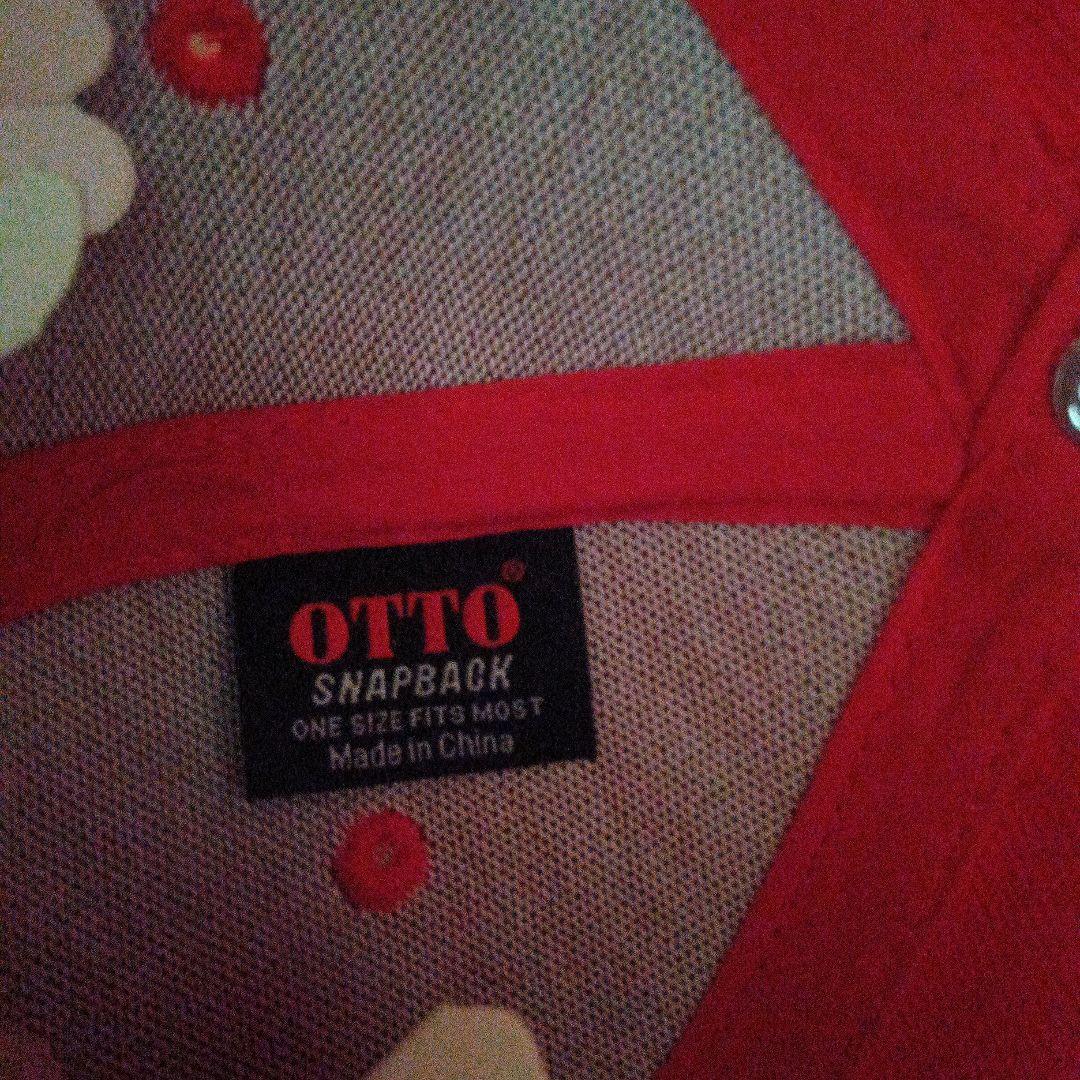 OTTO®
SNAPBACK
ONE SIZE FITS MOST
Made in China